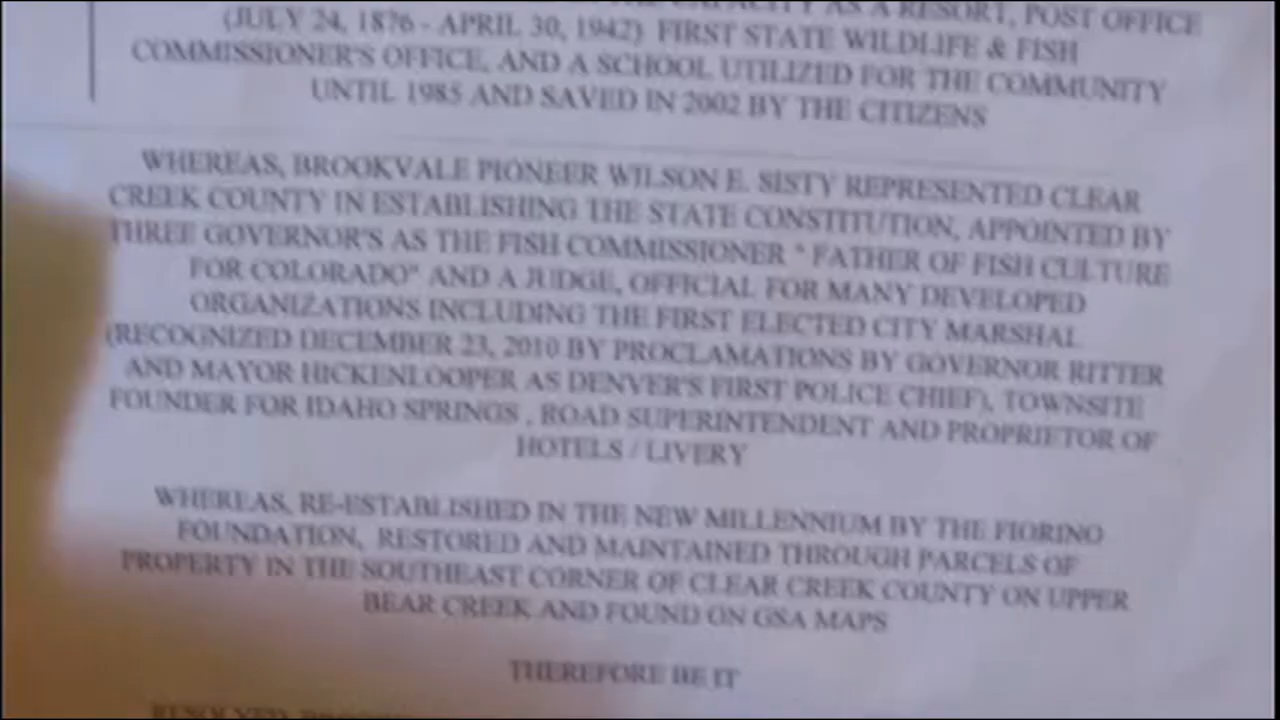 CAPACITY AS A RESORT, POST OFFICE
(JULY 24, 1876 - APRIL 30, 1942) FIRST STATE WILDLIFE & FISH
COMMISSIONER'S OFFICE, AND A SCHOOL UTILIZED FOR THE COMMUNITY
UNTIL 1985 AND SAVED IN 2002 BY THE CITIZENS
WHEREAS, BROOKVALE PIONEER WILSON E. SISTY REPRESENTED CLEAR
CREEK COUNTY IN ESTABLISHING THE STATE CONSTITUTION, APPOINTED BY
THREE GOVERNOR'S AS THE FISH COMMISSIONER " FATHER OF FISH CULTURE
FOR COLORADO" AND A JUDGE, OFFICIAL FOR MANY DEVELOPED
ORGANIZATIONS INCLUDING THE FIRST ELECTED CITY MARSHAL
(RECOGNIZED DECEMBER 23, 2010 BY PROCLAMATIONS BY GOVERNOR RITTER
AND MAYOR HICKENLOOPER AS DENVER'S FIRST POLICE CHIEF), TOWNSITE
FOUNDER FOR IDAHO SPRINGS , ROAD SUPERINTENDENT AND PROPRIETOR OF
HOTELS / LIVERY
WHEREAS, RE-ESTABLISHED IN THE NEW MILLENNIUM BY THE FIORINO
FOUNDATION, RESTORED AND MAINTAINED THROUGH PARCELS OF
PROPERTY IN THE SOUTHEAST CORNER OF CLEAR CREEK COUNTY ON UPPER
BEAR CREEK AND FOUND ON GSA MAPS
THEREFORE BE IT